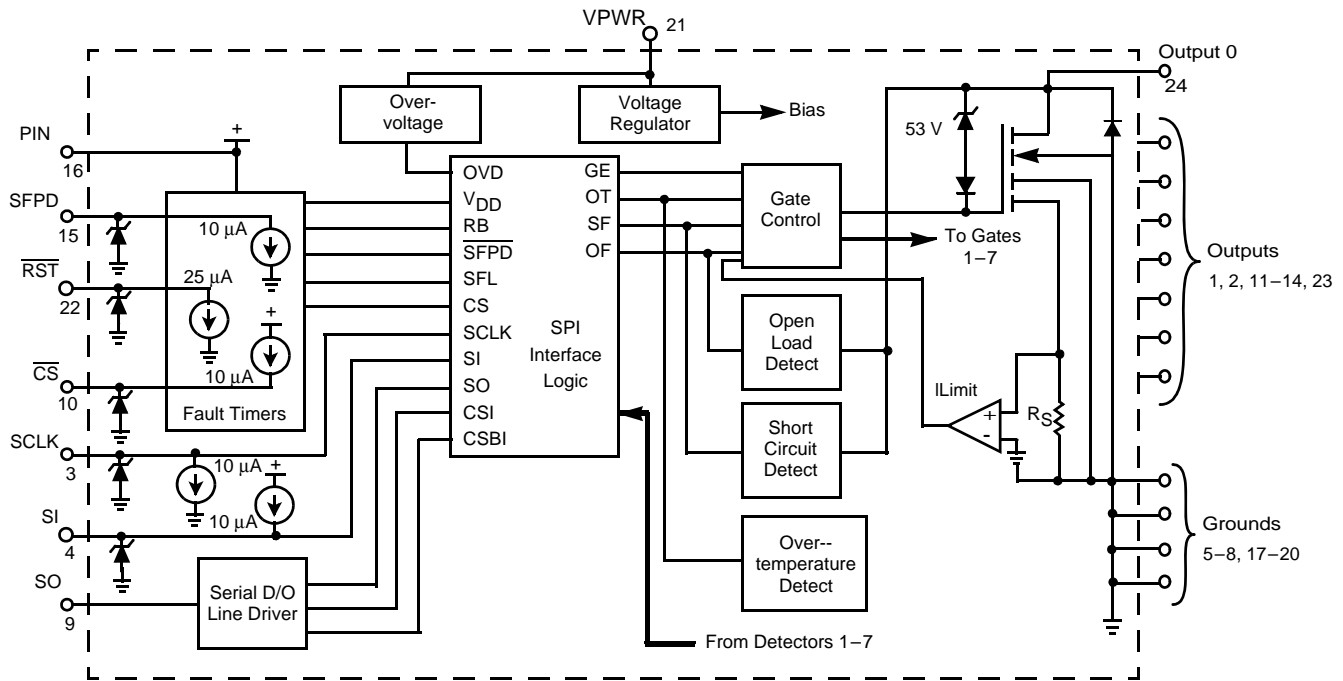 VPWR
21
Output 0
24
Over-
voltage
Voltage
Regulator
Bias
53 V
PIN
16
+
SFPD
15
10 μA
RST
22
25 μA
+
CS
10
10 μA
Fault Timers
SCLK
3
10 μA
+
SI
4
10 μA
SO
9
Serial D/O
Line Driver
OVD
VDD
RB
SFPD
SFL
CS
SCLK
SI
SO
CSI
CSBI
GE
OT
SF
OF
SPI
Interface
Logic
Gate
Control
To Gates
1–7
Open
Load
Detect
Short
Circuit
Detect
Over--
temperature
Detect
From Detectors 1–7
ILimit
+
-
RS
Outputs
1, 2, 11–14, 23
Grounds
5–8, 17–20